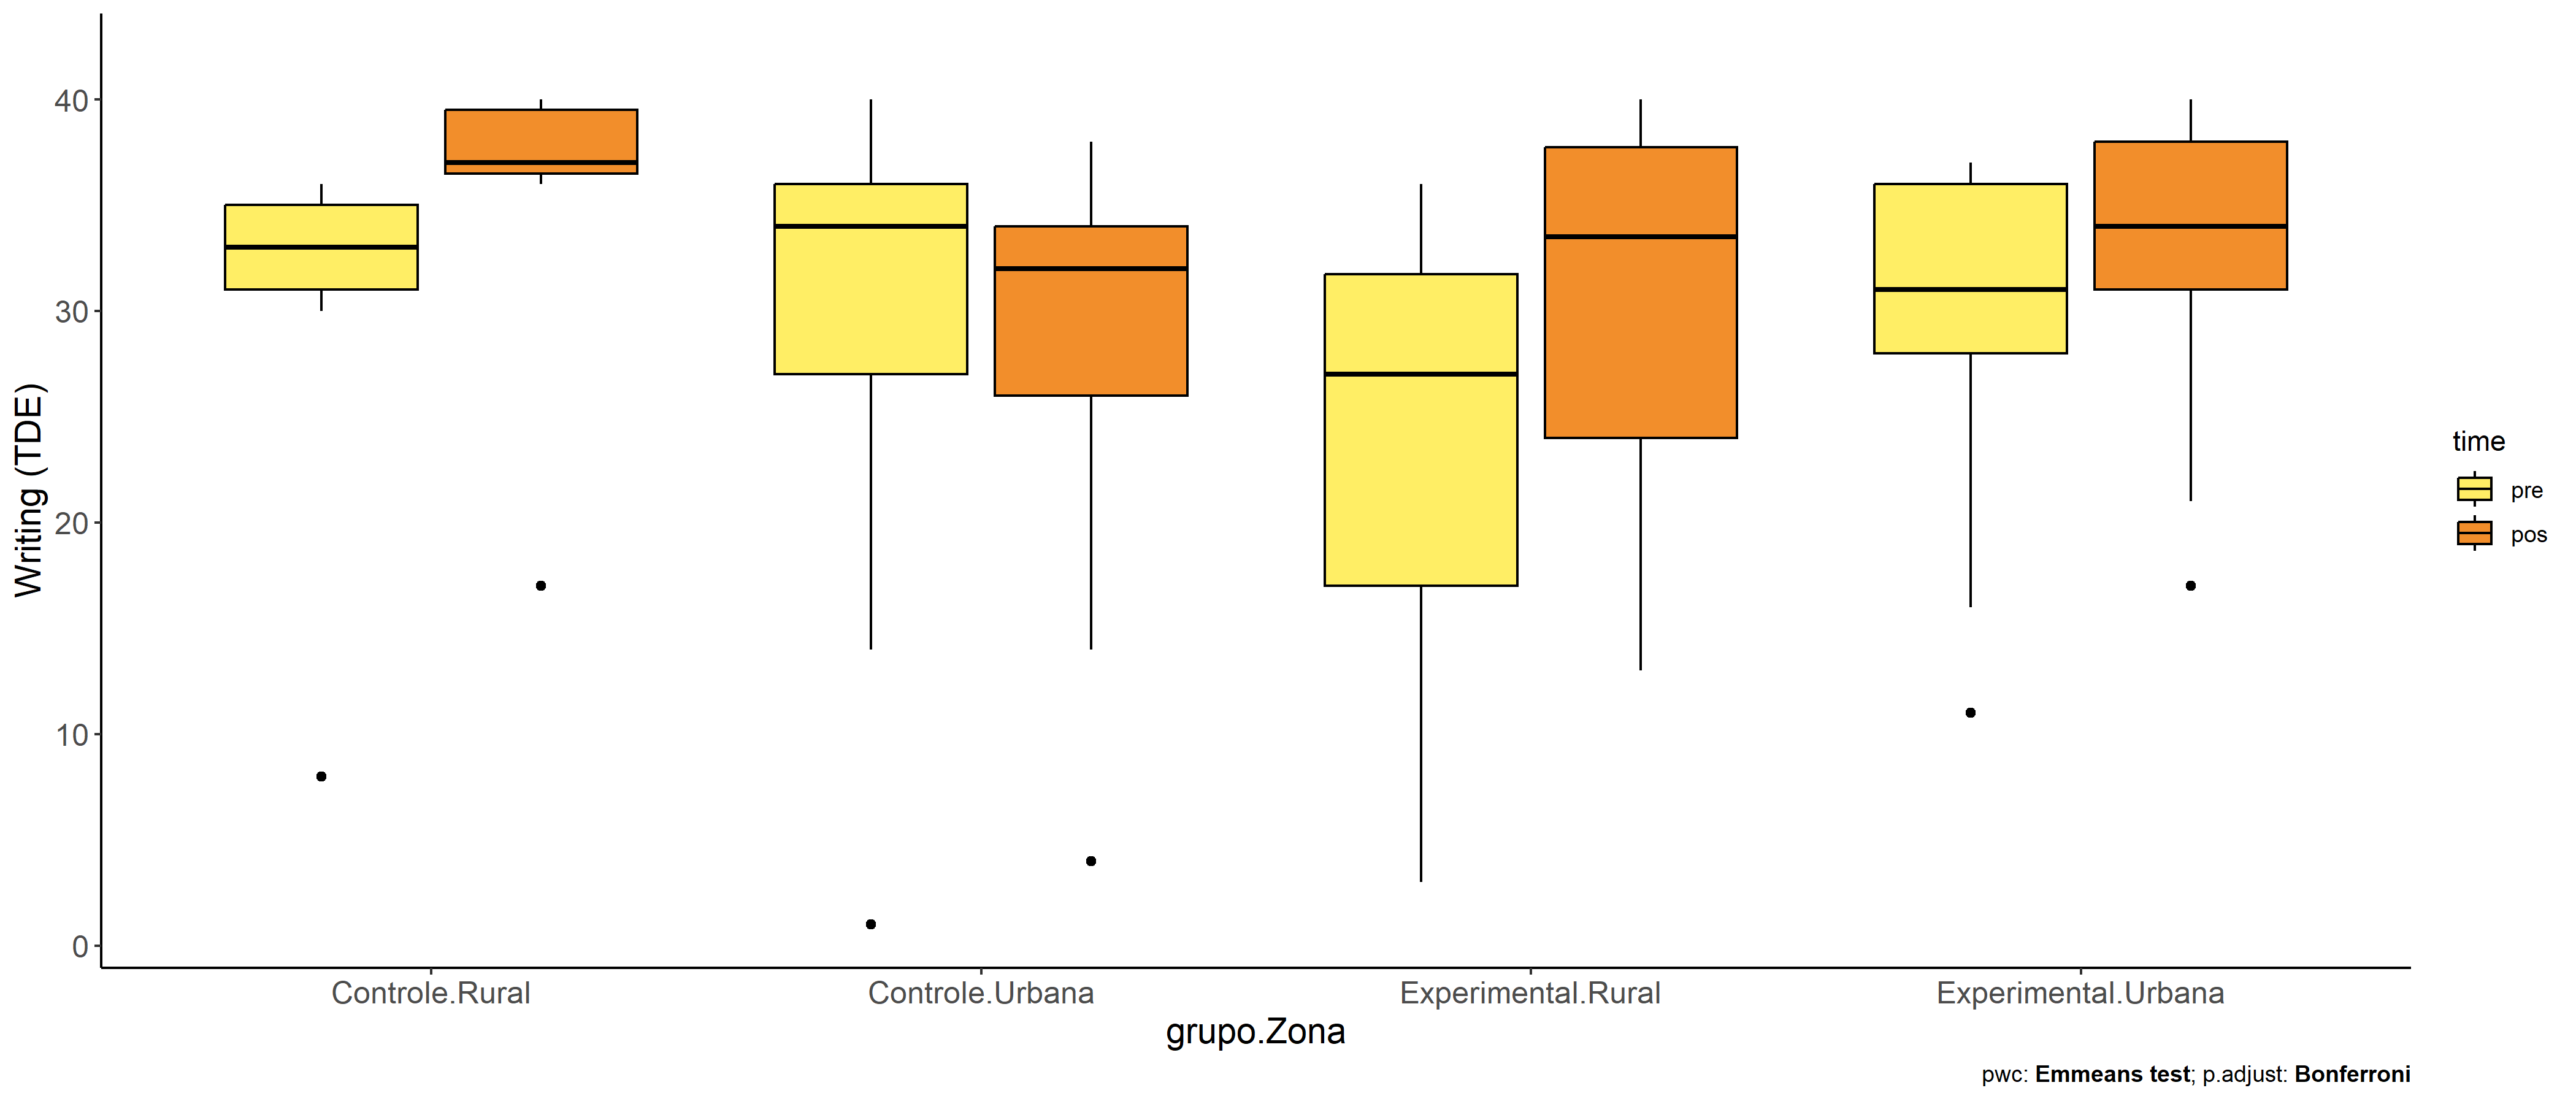 Writing (TDE)
40
30
20
10
0
Controle.Rural
Controle.Urbana
Experimental.Rural
Experimental.Urbana
grupo.Zona
time
pre
pos
pwc: Emmeans test; p.adjust: Bonferroni